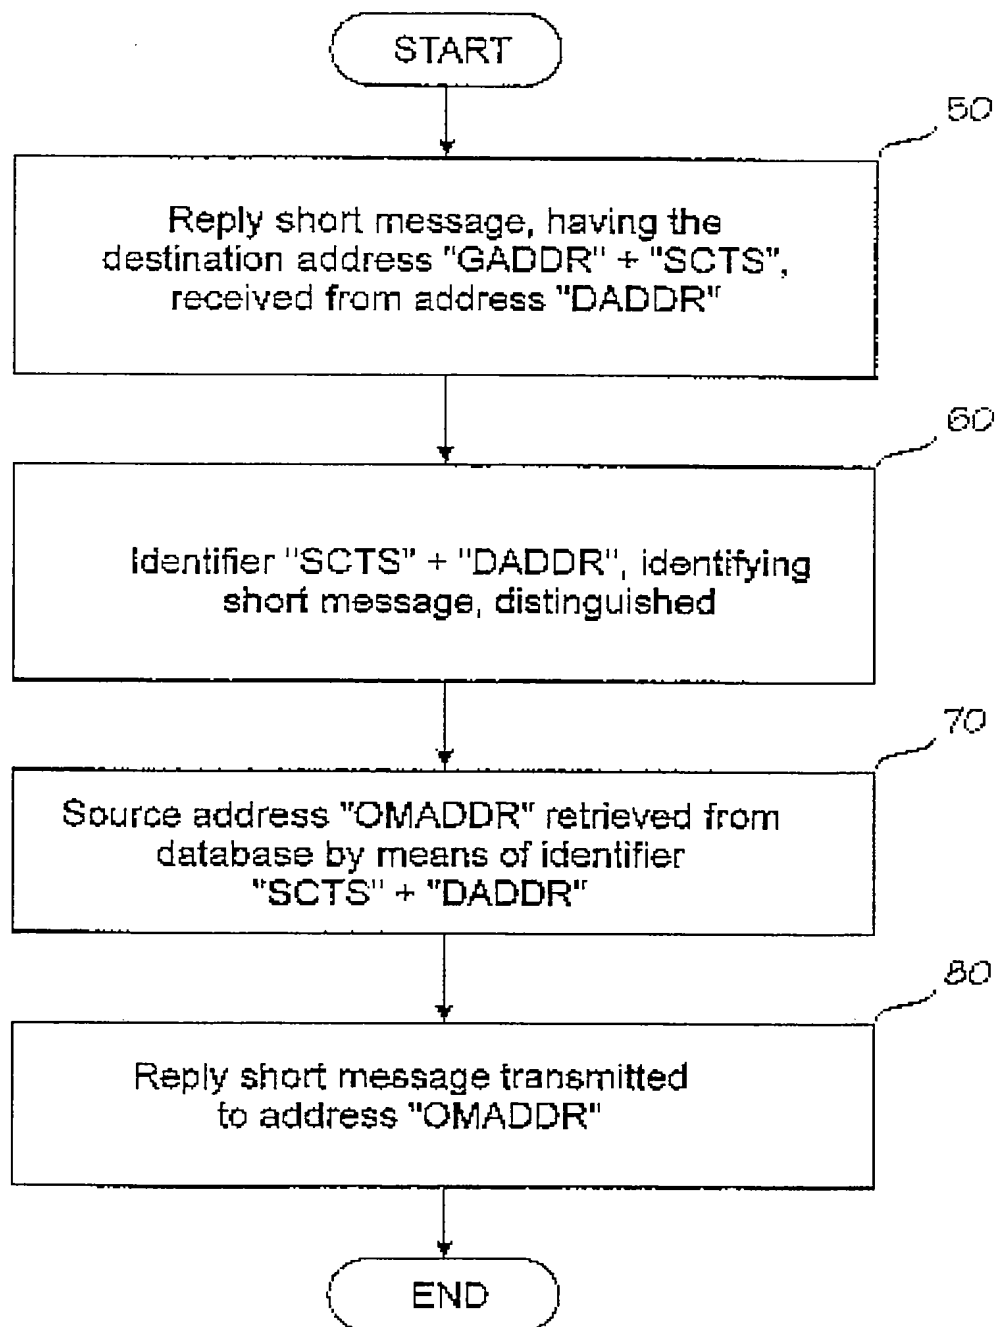 START
50
Reply short message, having the
destination address "GADDR" + "SCTS",
received from address "DADDR"
60
Identifier "SCTS" + "DADDR", identifying
short message, distinguished
70
Source address "OMADDR" retrieved from
database by means of identifier
"SCTS" + "DADDR"
80
Reply short message transmitted
to address "OMADDR"
END